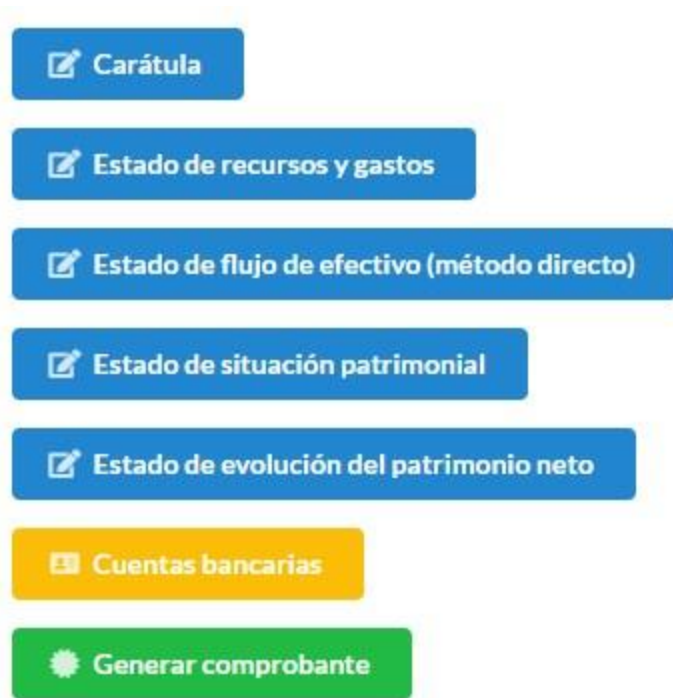 Carátula
Estado de recursos y gastos
Estado de flujo de efectivo (método directo)
Estado de situación patrimonial
Estado de evolución del patrimonio neto
Cuentas bancarias
Generar comprobante